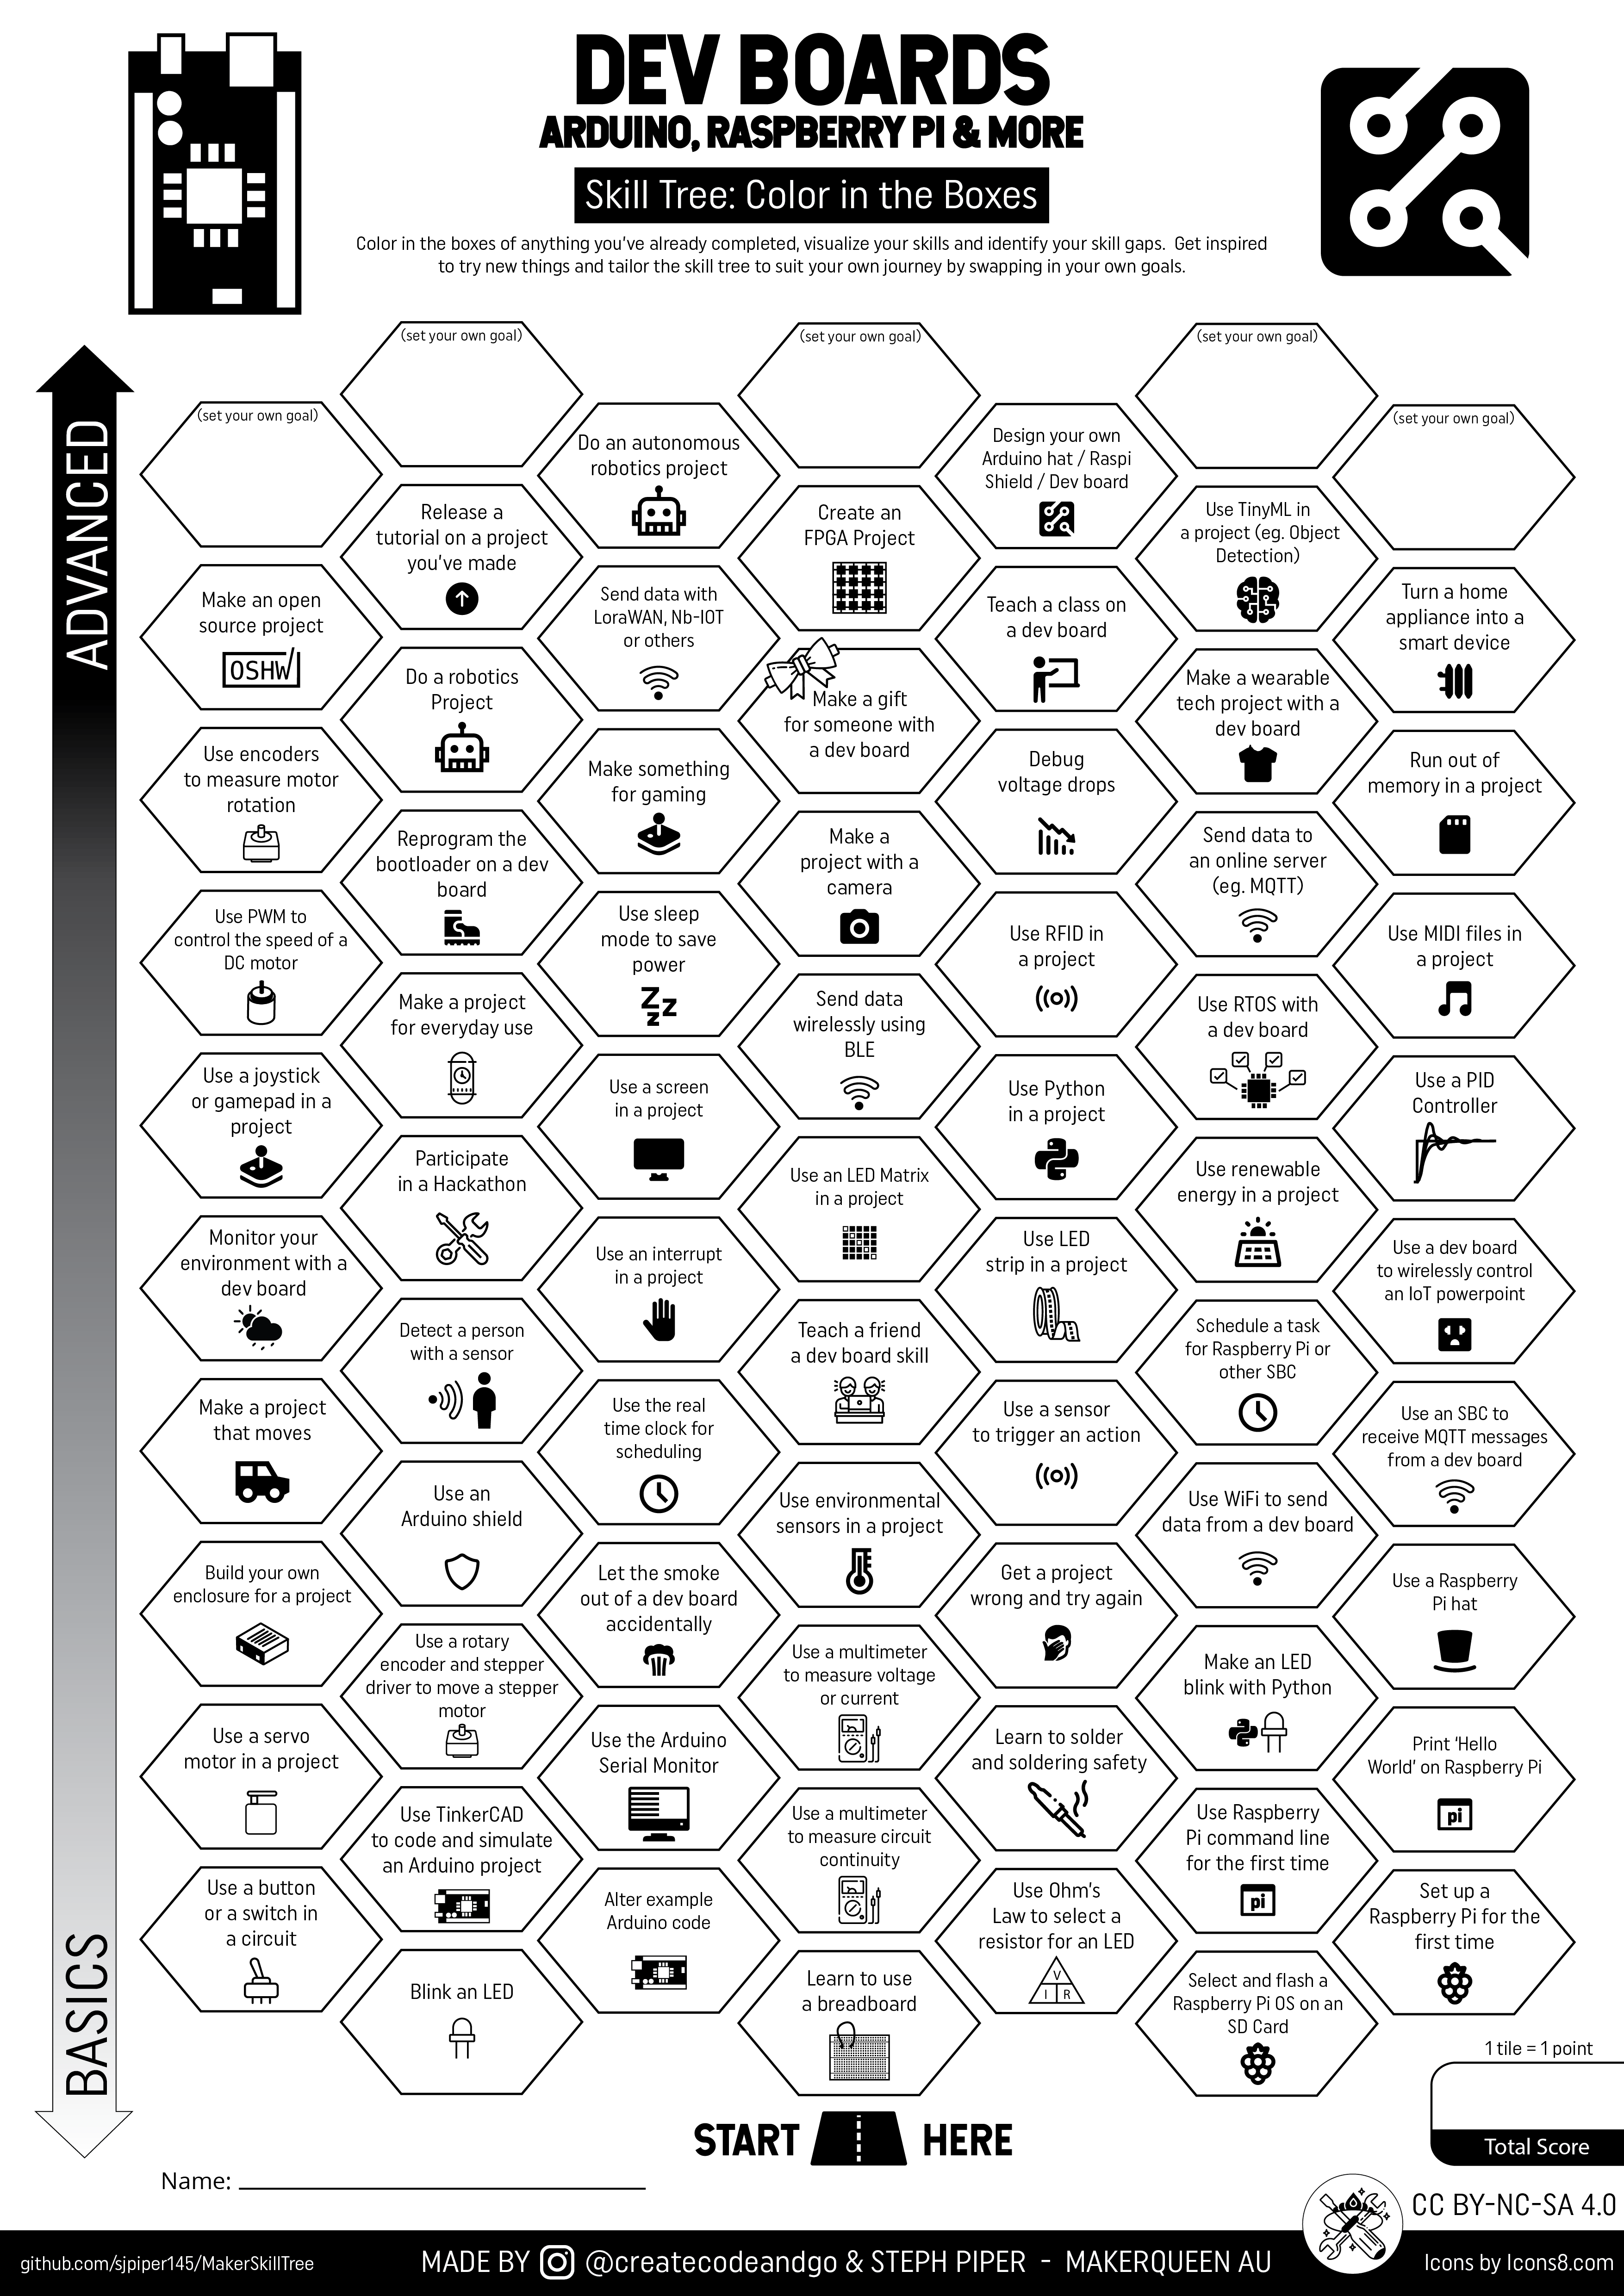 DEV BOARDS
ARDUINO, RASPBERRY PI & MORE
Skill Tree: Color in the Boxes
Color in the boxes of anything you've already completed, visualize your skills and identify your skill gaps. Get inspired
to try new things and tailor the skill tree to suit your own journey by swapping in your own goals.
ADVANCED
BASICS
(set your own goal)
(set your own goal)
(set your own goal)
(set your own goal)
(set your own goal)
Do an autonomous
robotics project
Design your own
Arduino hat / Raspi
Shield / Dev board
Release a
tutorial on a project
you've made
Create an
FPGA Project
Use TinyML in
a project (eg. Object
Detection)
Make an open
source project
OSHW
Send data with
LoraWAN, Nb-IOT
or others
Teach a class on
a dev board
Turn a home
appliance into a
smart device
Do a robotics
Project
Make a gift
for someone with
a dev board
Make a wearable
tech project with a
dev board
Use encoders
to measure motor
rotation
Make something
for gaming
Debug
voltage drops
Run out of
memory in a project
Reprogram the
bootloader on a dev
board
Make a
project with a
camera
Send data to
an online server
(eg. MQTT)
Use PWM to
control the speed of a
DC motor
Use sleep
mode to save
power
Z
Z
Z
Use RFID in
a project
Use MIDI files in
a project
Make a project
for everyday use
Send data
wirelessly using
BLE
Use RTOS with
a dev board
Use a joystick
or gamepad in a
project
Use a screen
in a project
Use Python
in a project
Use a PID
Controller
Participate
in a Hackathon
Use an LED Matrix
in a project
Use renewable
energy in a project
Monitor your
environment with a
dev board
Use an interrupt
in a project
Use LED
strip in a project
Use a dev board
to wirelessly control
an IoT powerpoint
Detect a person
with a sensor
Teach a friend
a dev board skill
Schedule a task
for Raspberry Pi or
other SBC
Make a project
that moves
Use the real
time clock for
scheduling
Use a sensor
to trigger an action
Use an SBC to
receive MQTT messages
from a dev board
Use an
Arduino shield
Use environmental
sensors in a project
Use WiFi to send
data from a dev board
Build your own
enclosure for a project
Let the smoke
out of a dev board
accidentally
Get a project
wrong and try again
Use a Raspberry
Pi hat
Use a rotary
encoder and stepper
driver to move a stepper
motor
Use a multimeter
to measure voltage
or current
Make an LED
blink with Python
Use a servo
motor in a project
Use the Arduino
Serial Monitor
Learn to solder
and soldering safety
Print 'Hello
World' on Raspberry Pi
pi
Use TinkerCAD
to code and simulate
an Arduino project
Use a multimeter
to measure circuit
continuity
Use Raspberry
Pi command line
for the first time
pi
Use a button
or a switch in
a circuit
Alter example
Arduino code
Use Ohm's
Law to select a
resistor for an LED
V
I R
Set up a
Raspberry Pi for the
first time
Blink an LED
Learn to use
a breadboard
Select and flash a
Raspberry Pi OS on an
SD Card
1 tile = 1 point
Total Score
START HERE
Name:
CC BY-NC-SA 4.0
github.com/sjpiper145/MakerSkillTree
MADE BY @createcodeandgo & STEPH PIPER - MAKERQUEEN AU
Icons by Icons8.com